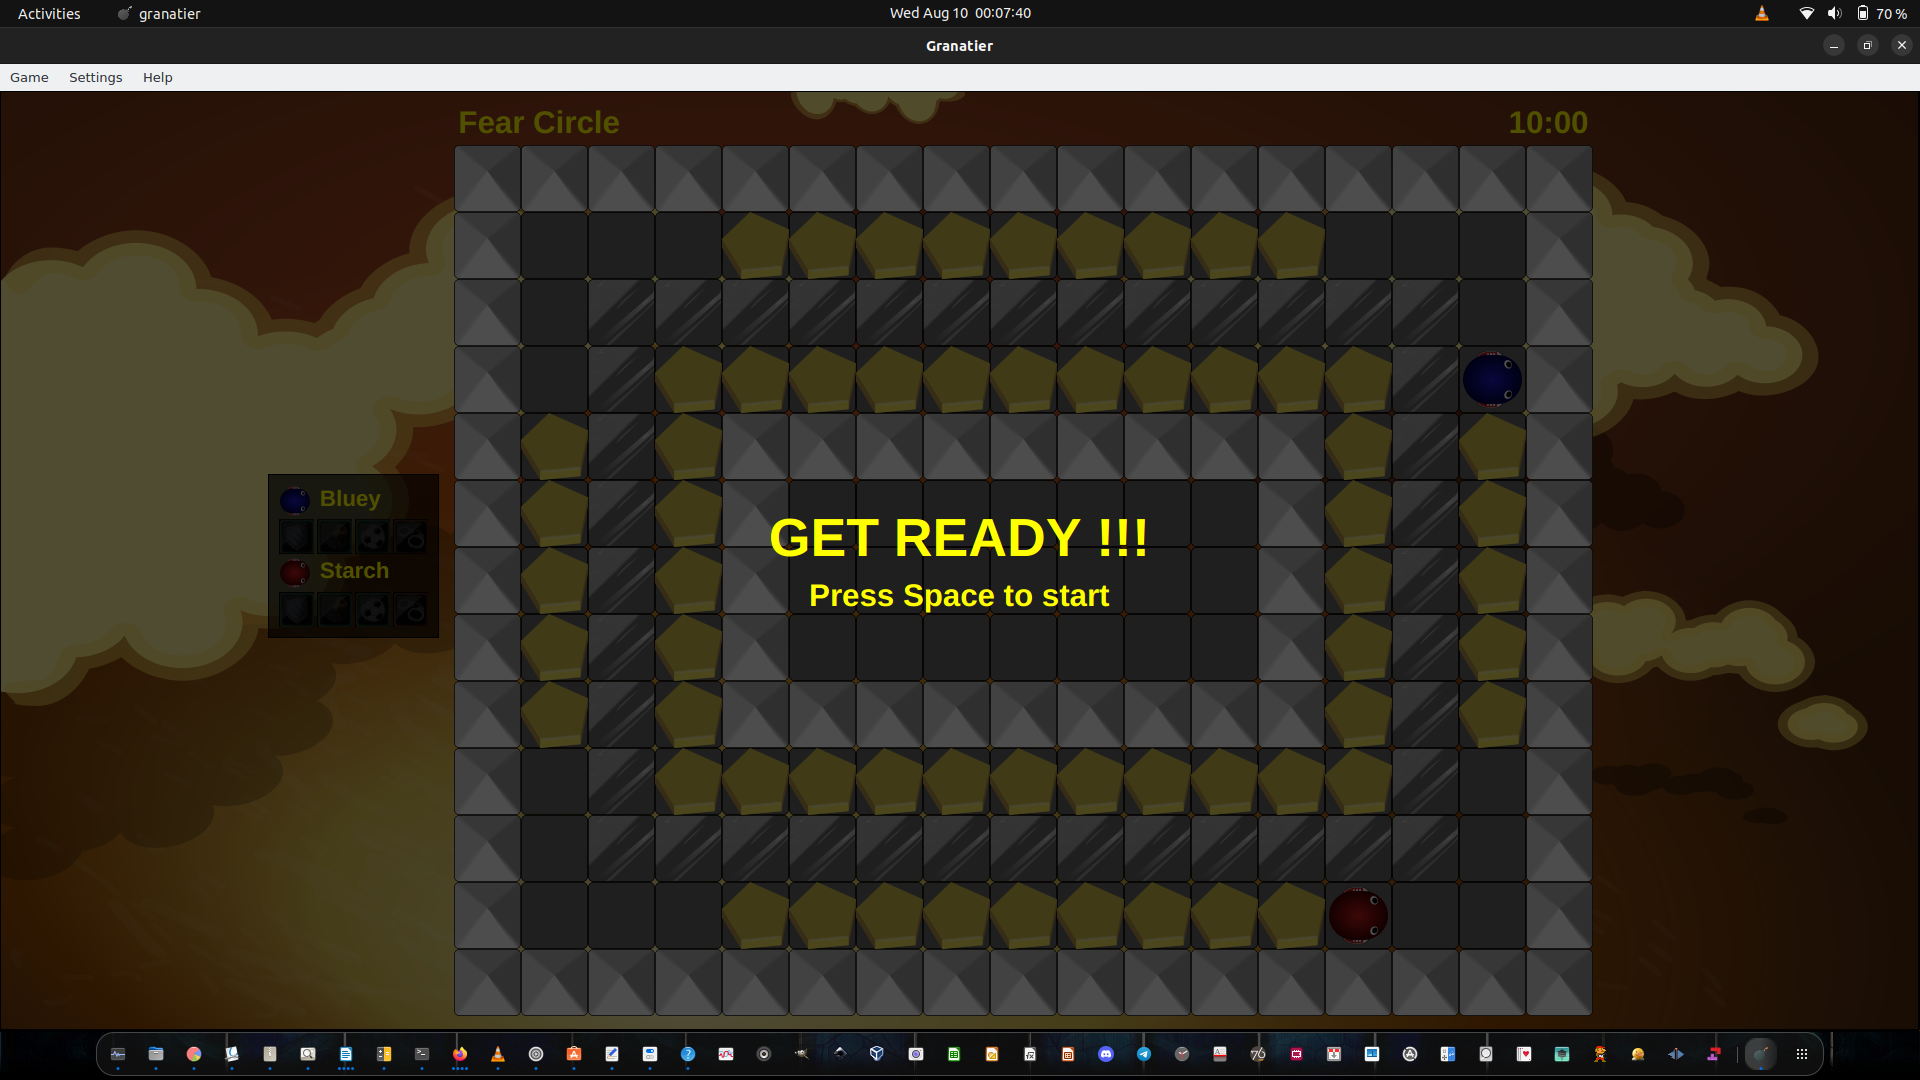 Activities granatier Wed Aug 10 00:07:40 70 %
Granatier
Game Settings Help
Fear Circle 10:00
Bluey
Starch
GET READY !!!
Press Space to start
76